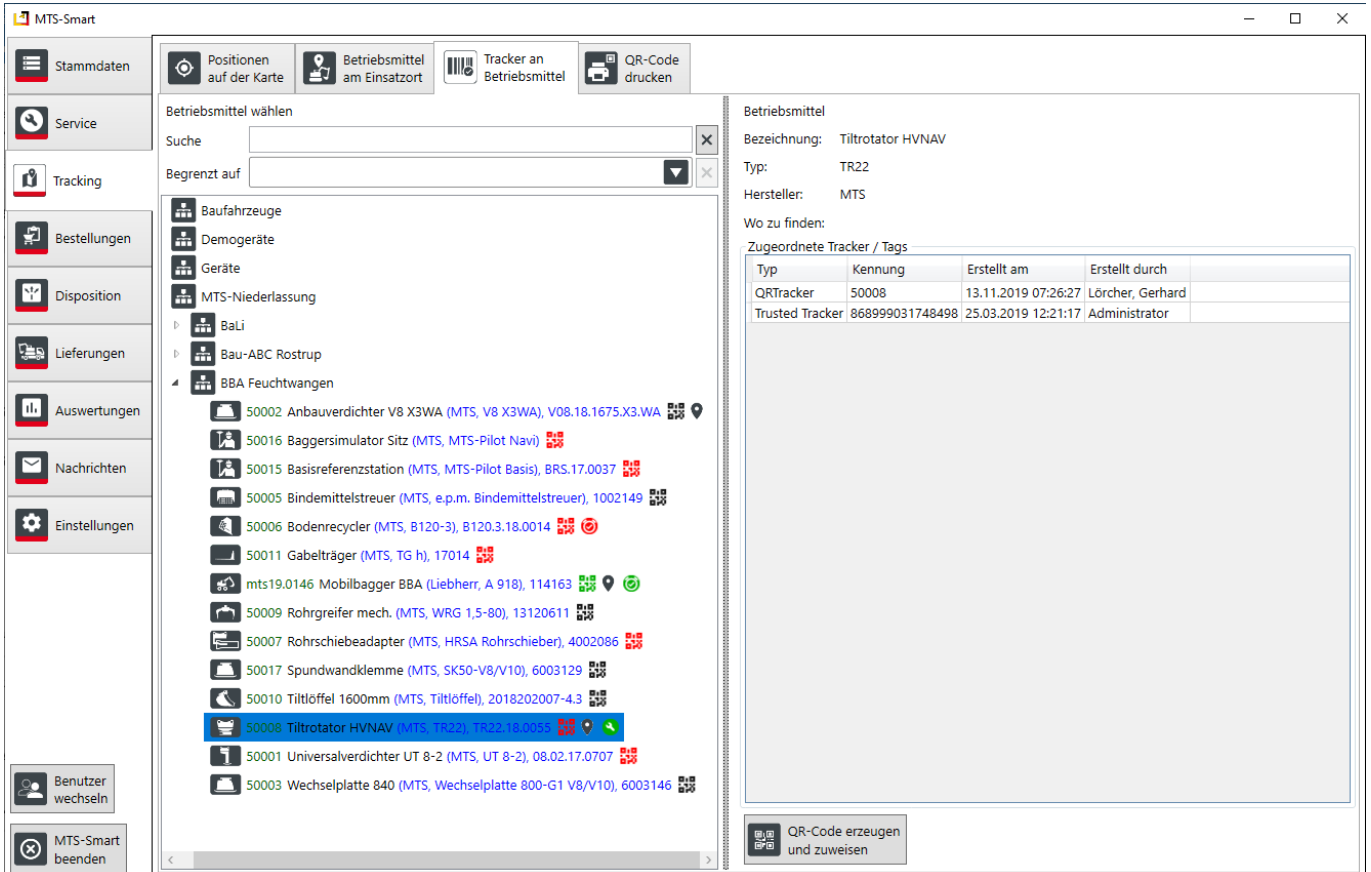 MTS-Smart
Stammdaten
Service
Tracking
Bestellungen
Disposition
Lieferungen
Auswertungen
Nachrichten
Einstellungen
Benutzer
wechseln
MTS-Smart
beenden
Positionen
auf der Karte
Betriebsmittel
am Einsatzort
Tracker an
Betriebsmittel
QR-Code
drucken
Betriebsmittel wählen
Suche
Begrenzt auf
Baufahrzeuge
Demogeräte
Geräte
MTS-Niederlassung
BaLi
Bau-ABC Rostrup
BBA Feuchtwangen
50002 Anbauverdichter V8 X3WA (MTS, V8 X3WA), V08.18.1675.X3.WA
50016 Baggersimulator Sitz (MTS, MTS-Pilot Navi)
50015 Basisreferenzstation (MTS, MTS-Pilot Basis), BRS.17.0037
50005 Bindemittelstreuer (MTS, e.p.m. Bindemittelstreuer), 1002149
50006 Bodenrecycler (MTS, B120-3), B120.3.18.0014
50011 Gabelträger (MTS, TG h), 17014
mts19.0146 Mobilbagger BBA (Liebherr, A 918), 114163
50009 Rohrgreifer mech. (MTS, WRG 1,5-80), 13120611
50007 Rohrschiebeadapter (MTS, HRSA Rohrschieber), 4002086
50017 Spundwandklemme (MTS, SK50-V8/V10), 6003129
50010 Tiltlöffel 1600mm (MTS, Tiltlöffel), 2018202007-4.3
50008 Tiltrotator HVNAV (MTS, TR22), TR22.18.0055
50001 Universalverdichter UT 8-2 (MTS, UT 8-2), 08.02.17.0707
50003 Wechselplatte 840 (MTS, Wechselplatte 800-G1 V8/V10), 6003146
Betriebsmittel
Bezeichnung: Tiltrotator HVNAV
Typ: TR22
Hersteller: MTS
Wo zu finden:
Zugeordnete Tracker / Tags
Typ Kennung Erstellt am Erstellt durch
QRTracker 50008 13.11.2019 07:26:27 Lörcher, Gerhard
Trusted Tracker 868999031748498 25.03.2019 12:21:17 Administrator
QR-Code erzeugen
und zuweisen